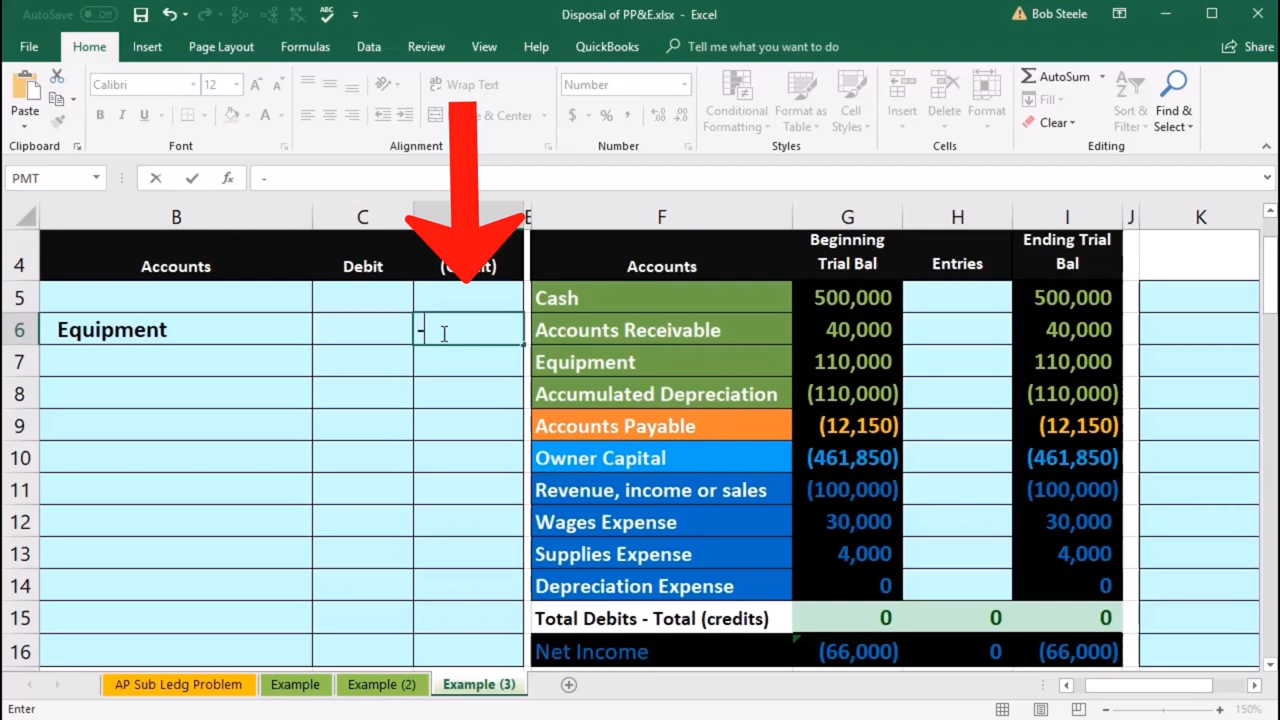 AutoSave Off
Disposal of PP&E.xlsx - Excel
Bob Steele
File Home Insert Page Layout Formulas Data Review View Help QuickBooks Tell me what you want to do Share
Paste
Calibri 12
B I U
ab Wrap Text
& Center
Number
$ % ,
Conditional Formatting
Format as Table
Cell Styles
Insert
Delete
Format
AutoSum
Fill
Clear
Sort & Filter
Find & Select
Clipboard Font Alignment Number Styles Cells Editing
PMT fx -
B C E F G H I J K
4 Accounts Debit Accounts Beginning Trial Bal Entries Ending Trial Bal
5 Cash 500,000 500,000
6 Equipment - Accounts Receivable 40,000 40,000
7 Equipment 110,000 110,000
8 Accumulated Depreciation (110,000) (110,000)
9 Accounts Payable (12,150) (12,150)
10 Owner Capital (461,850) (461,850)
11 Revenue, income or sales (100,000) (100,000)
12 Wages Expense 30,000 30,000
13 Supplies Expense 4,000 4,000
14 Depreciation Expense 0 0
15 Total Debits - Total (credits) 0 0 0
16 Net Income (66,000) 0 (66,000)
AP Sub Ledg Problem Example Example (2) Example (3)
Enter 150%